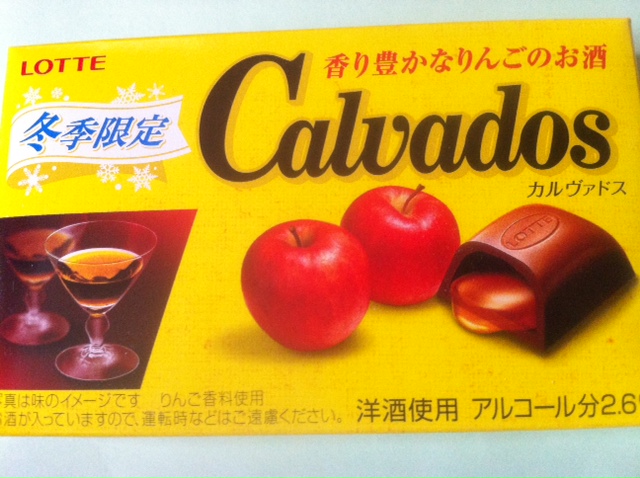 LOTTE
香り豊かなりんごのお酒
冬季限定
Calvados
カルヴァドス
LOTTE
真は味のイメージです りんご香料使用
酒が入っていますので、運転時などはご遠慮ください。
洋酒使用 アルコール分2.6